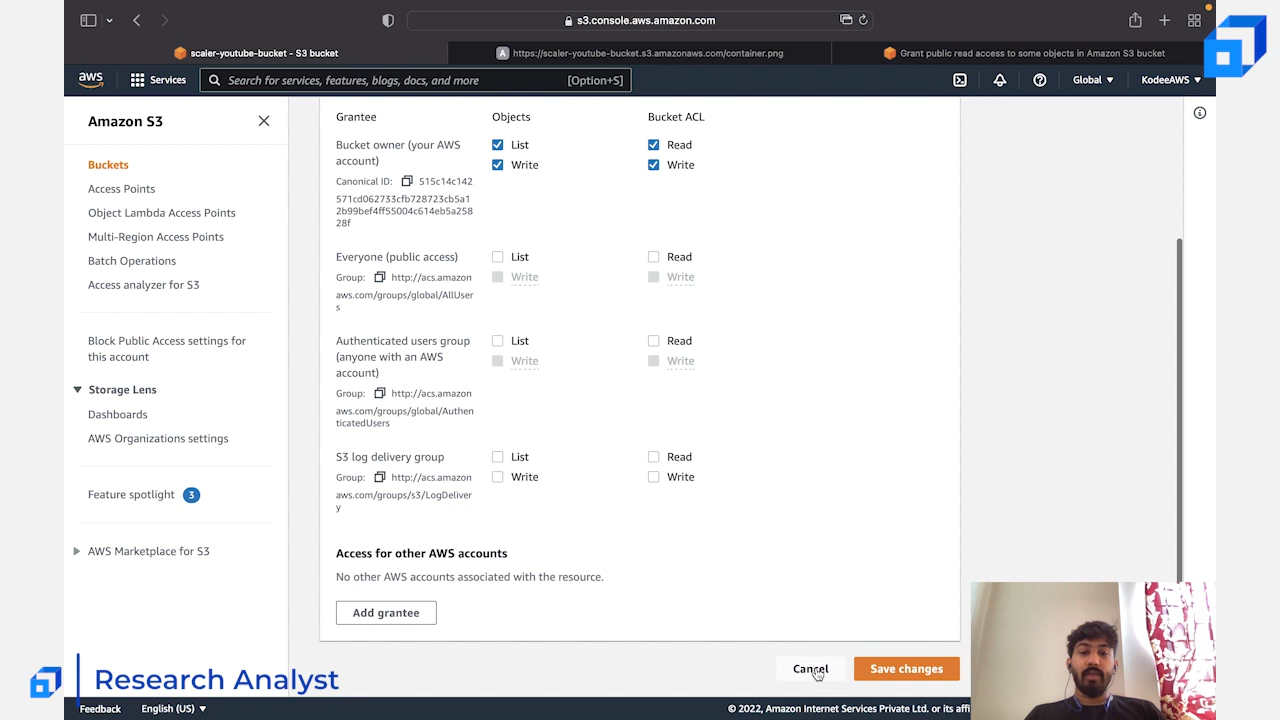 s3.console.aws.amazon.com
scaler-youtube-bucket - S3 bucket
https://scaler-youtube-bucket.s3.amazonaws.com/container.png
Grant public read access to some objects in Amazon S3 bucket
aws
Services
Search for services, features, blogs, docs, and more
[Option+S]
Global
KodeeAWS
Amazon S3
Buckets
Access Points
Object Lambda Access Points
Multi-Region Access Points
Batch Operations
Access analyzer for S3
Block Public Access settings for
this account
Storage Lens
Dashboards
AWS Organizations settings
Feature spotlight 3
AWS Marketplace for S3
Grantee Objects Bucket ACL
Bucket owner (your AWS
account)
List Read
Write Write
Canonical ID: 515c14c142
571cd062733cfb728723cb5a1
2b99bef4ff55004c614eb5a258
28f
Everyone (public access) List Read
Group: http://acs.amazon Write Write
aws.com/groups/global/AllUser
s
Authenticated users group List Read
(anyone with an AWS Write Write
account)
Group: http://acs.amazon
aws.com/groups/global/Authen
ticatedUsers
S3 log delivery group List Read
Group: http://acs.amazon Write Write
aws.com/groups/s3/LogDeliver
y
Access for other AWS accounts
No other AWS accounts associated with the resource.
Add grantee
Cancel
Save changes
Research Analyst
Feedback
English (US)
© 2022, Amazon Internet Services Private Ltd. or its affi